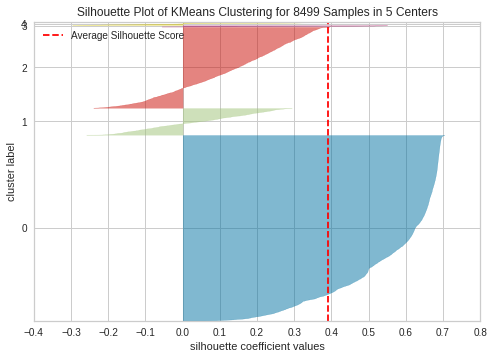 Silhouette Plot of KMeans Clustering for 8499 Samples in 5 Centers
Average Silhouette Score
cluster label
4
3
2
1
0
-0.4 -0.3 -0.2 -0.1 0.0 0.1 0.2 0.3 0.4 0.5 0.6 0.7 0.8
silhouette coefficient values